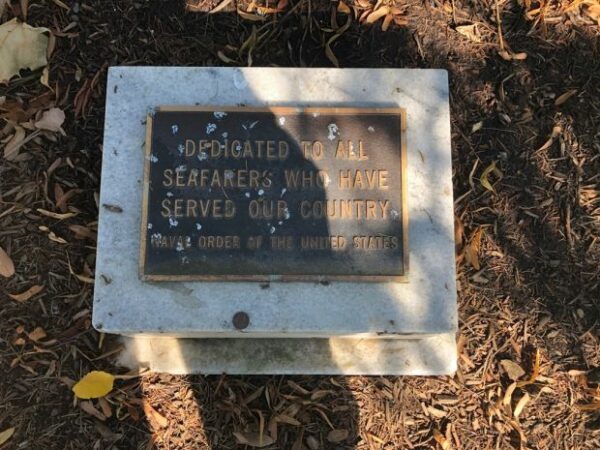 DEDICATED TO ALL
SEAFARERS WHO HAVE
SERVED OUR COUNTRY
NAVAL ORDER OF THE UNITED STATES